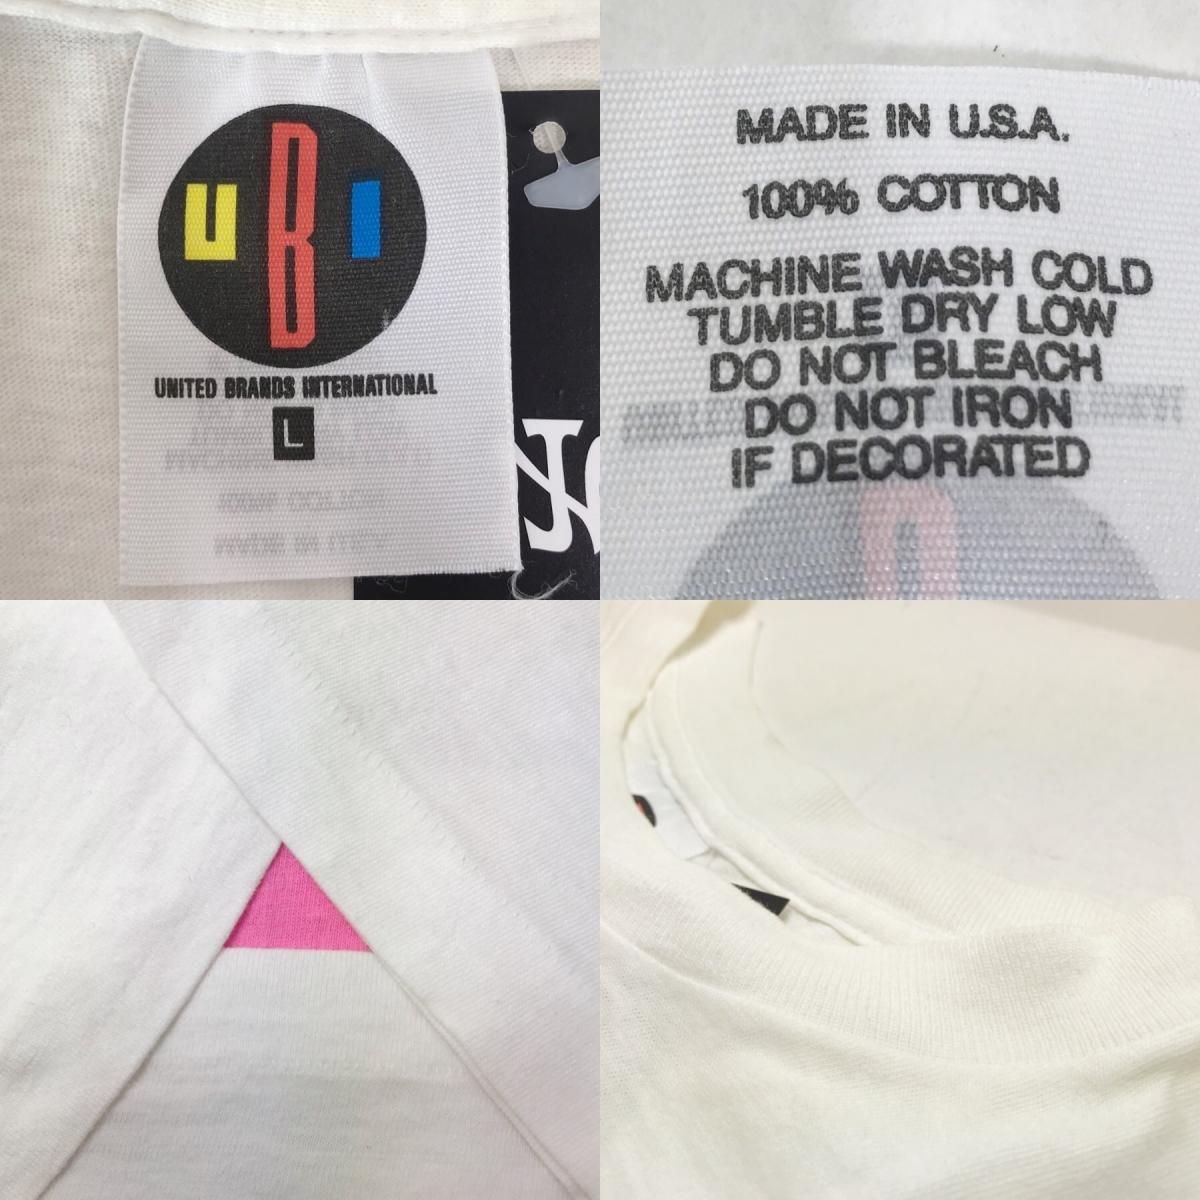 UBI
UNITED BRANDS INTERNATIONAL
L
MADE IN U.S.A.
100% COTTON
MACHINE WASH COLD
TUMBLE DRY LOW
DO NOT BLEACH
DO NOT IRON
IF DECORATED